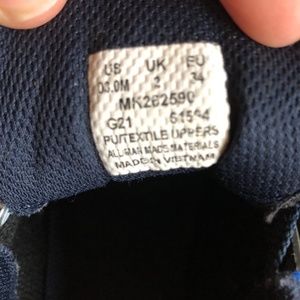 US UK EU
03.0M 2 34
MK262590
G21
PU/TEXTILE UPPERS
ALL MAN MADE MATERIALS
MADE IN VIETNAM